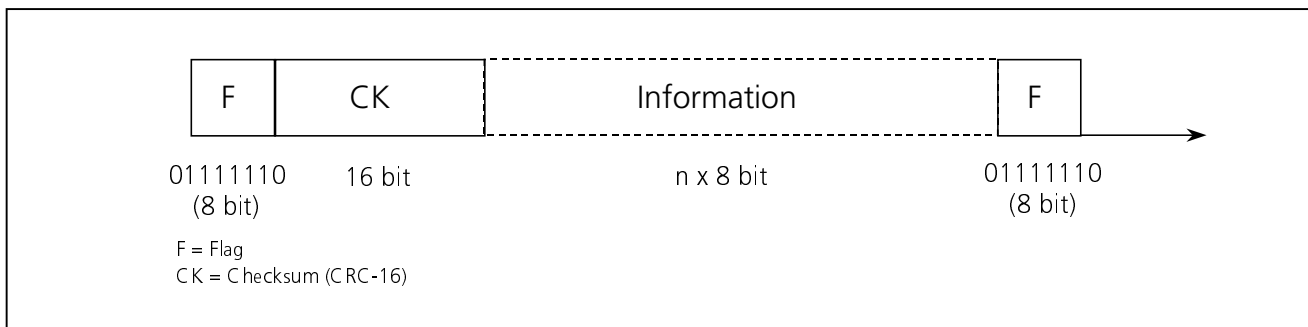 F CK Information F
01111110 16 bit n x 8 bit 01111110
(8 bit) (8 bit)
F = Flag
CK = Checksum (CRC-16)